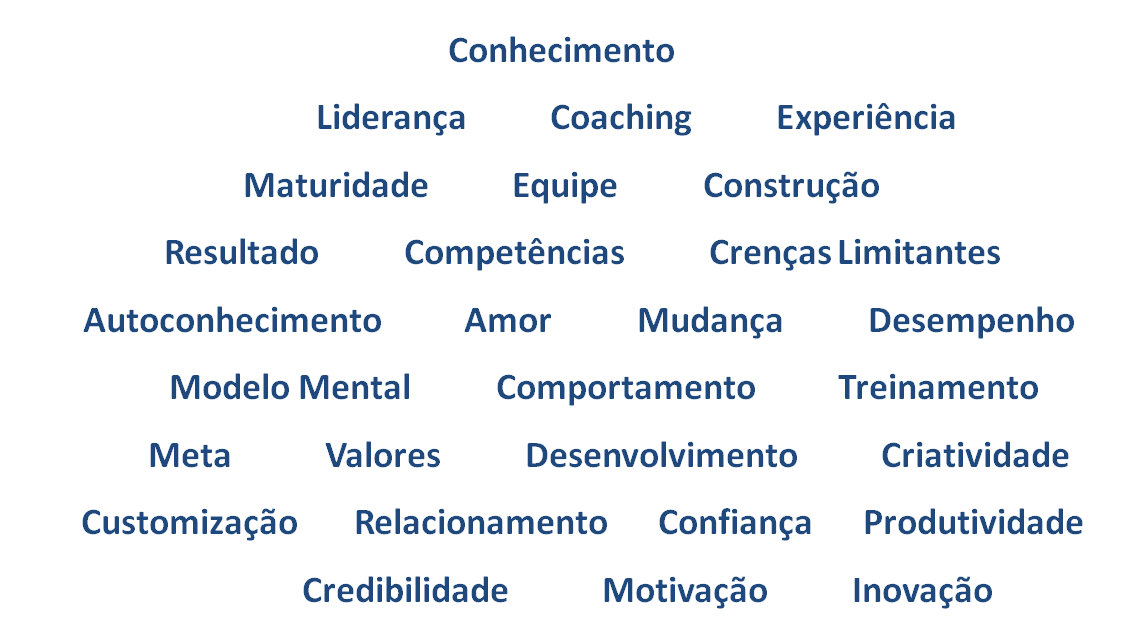 Conhecimento
Liderança Coaching Experiência
Maturidade Equipe Construção
Resultado Competências Crenças Limitantes
Autoconhecimento Amor Mudança Desempenho
Modelo Mental Comportamento Treinamento
Meta Valores Desenvolvimento Criatividade
Customização Relacionamento Confiança Produtividade
Credibilidade Motivação Inovação